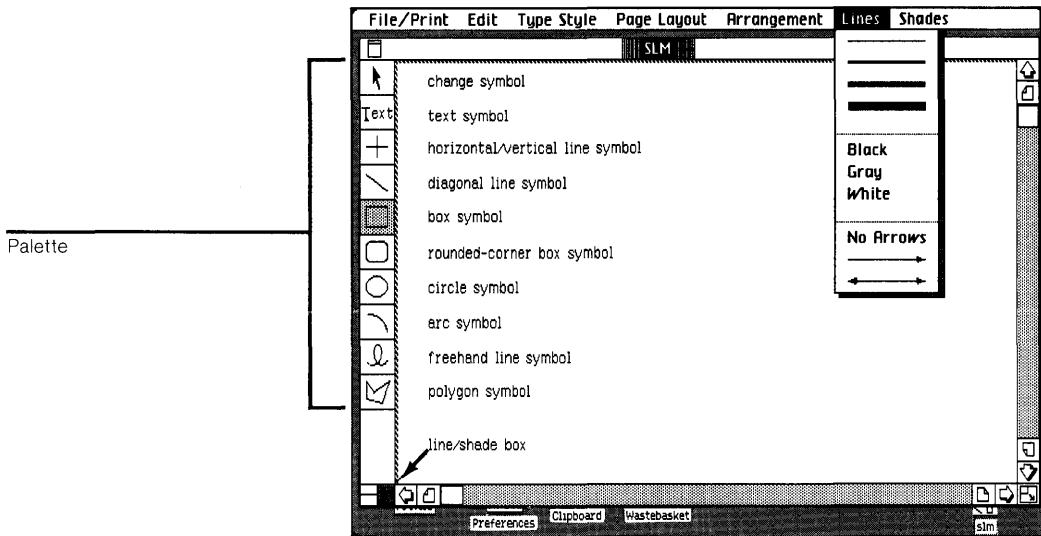 File/Print Edit Type Style Page Layout Arrangement Lines Shades
SLM
change symbol
Text
text symbol
horizontal/vertical line symbol
diagonal line symbol
box symbol
rounded-corner box symbol
circle symbol
arc symbol
freehand line symbol
polygon symbol
line/shade box
Black
Gray
White
No Arrows
Palette
Preferences Clipboard Wastebasket slm